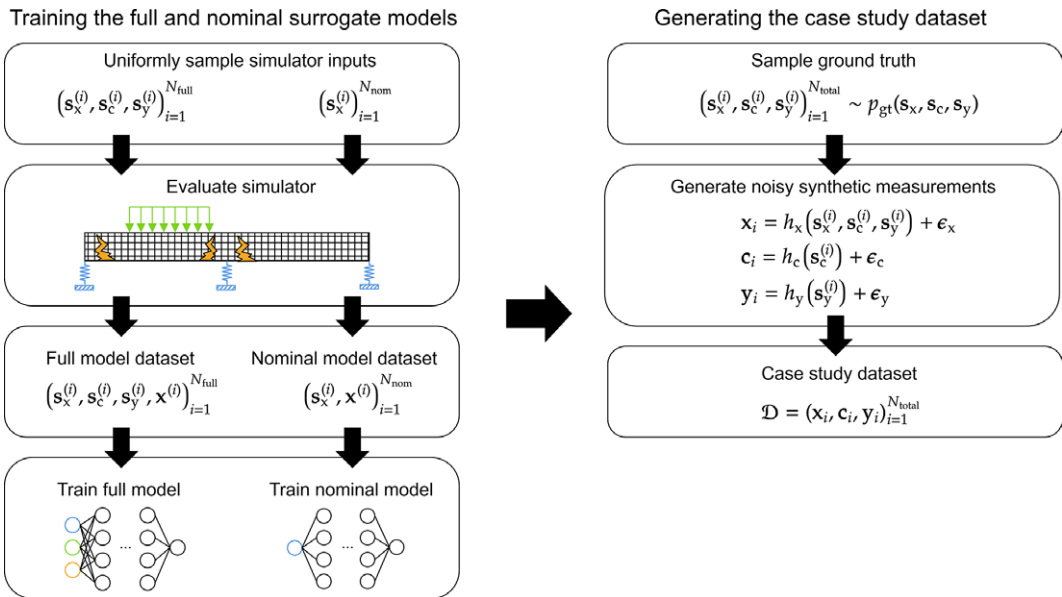 Training the full and nominal surrogate models
Uniformly sample simulator inputs
(s_x^(i), s_c^(i), s_y^(i))_{i=1}^{N_full}
(s_x^(i))_{i=1}^{N_nom}
Evaluate simulator
Full model dataset
(s_x^(i), s_c^(i), s_y^(i), x^(i))_{i=1}^{N_full}
Nominal model dataset
(s_x^(i), x^(i))_{i=1}^{N_nom}
Train full model
...
Train nominal model
...
Generating the case study dataset
Sample ground truth
(s_x^(i), s_c^(i), s_y^(i))_{i=1}^{N_total} ~ p_gt(s_x, s_c, s_y)
Generate noisy synthetic measurements
x_i = h_x(s_x^(i), s_c^(i), s_y^(i)) + ϵ_x
c_i = h_c(s_c^(i)) + ϵ_c
y_i = h_y(s_y^(i)) + ϵ_y
Case study dataset
𝒟 = (x_i, c_i, y_i)_{i=1}^{N_total}